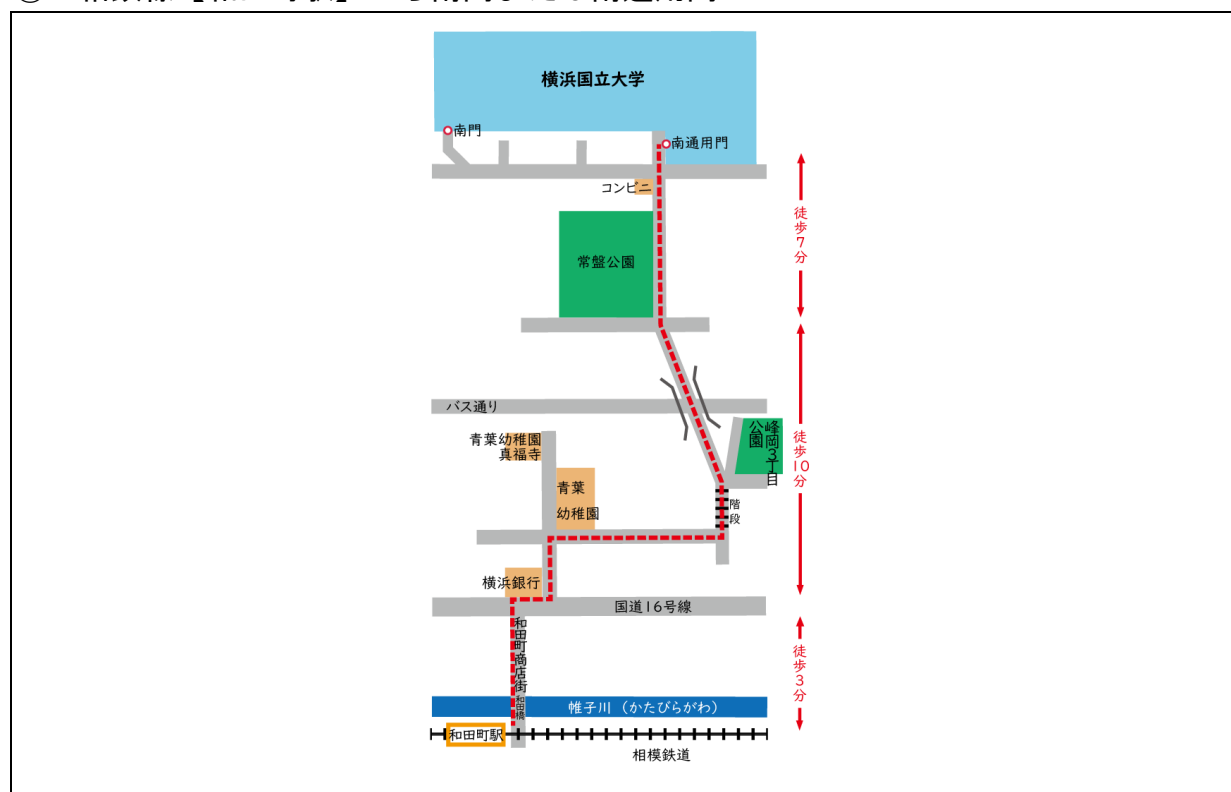 横浜国立大学
南門
南通用門
コンビニ
徒歩7分
常盤公園
バス通り
青葉幼稚園
真福寺
峰岡3丁目
公園
徒歩10分
青葉
幼稚園
階段
横浜銀行
国道16号線
和田町商店街
徒歩3分
和田橋
帷子川(かたびらがわ)
和田町駅
相模鉄道